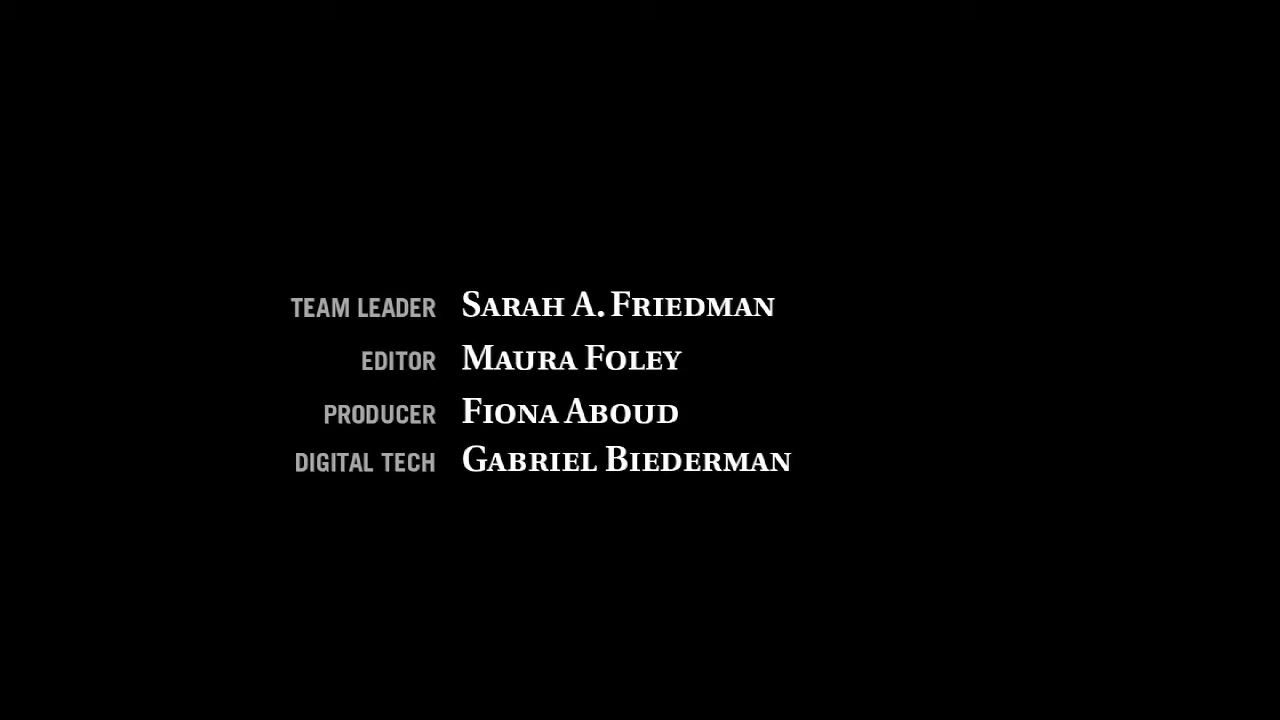 TEAM LEADER SARAH A. FRIEDMAN
EDITOR MAURA FOLEY
PRODUCER FIONA ABOUD
DIGITAL TECH GABRIEL BIEDERMAN